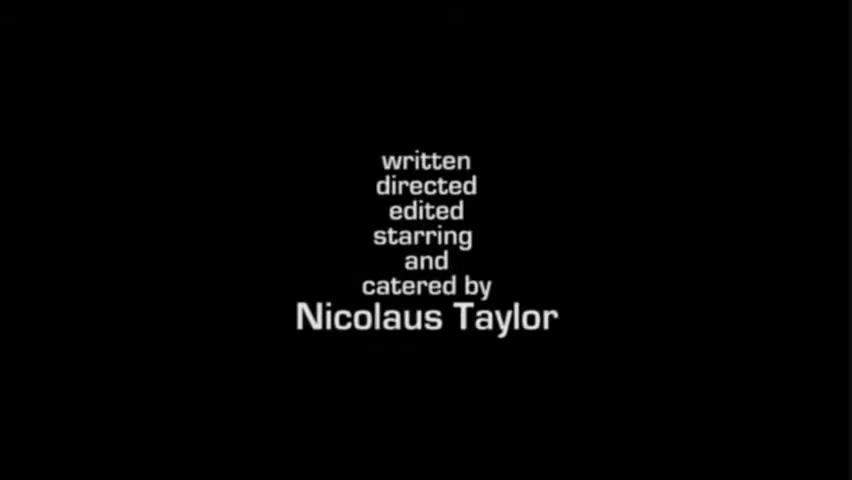 written
directed
edited
starring
and
catered by
Nicolaus Taylor